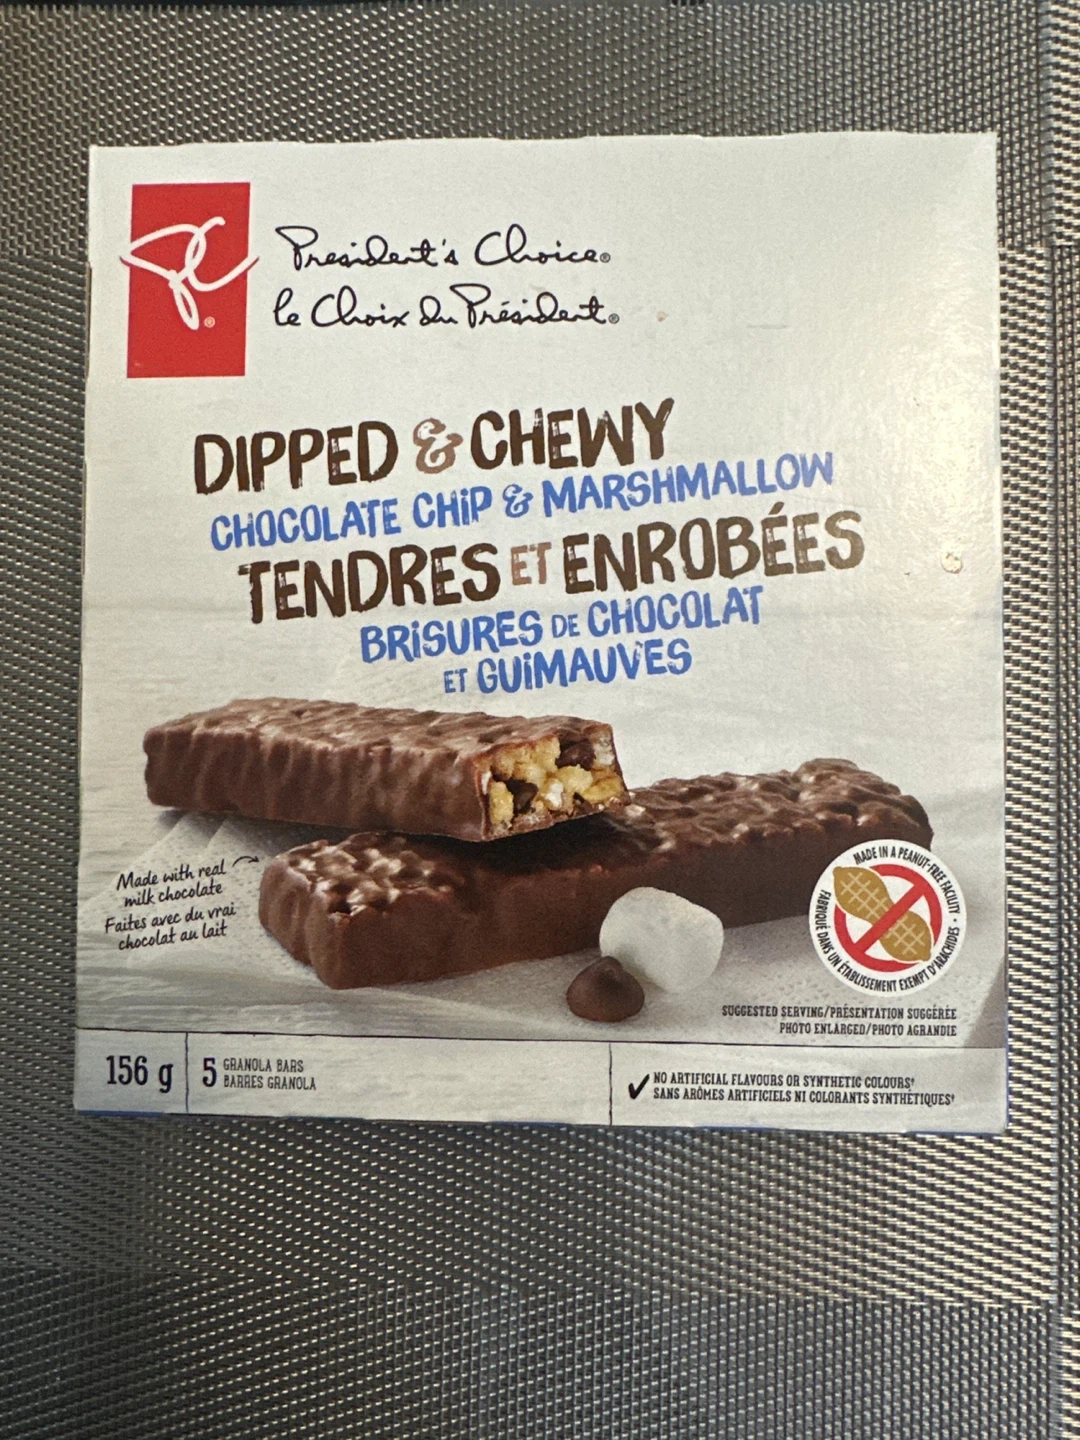 President's Choice®
le Choix du Président®
DIPPED & CHEWY
CHOCOLATE CHiP & MARSHMALLOW
TENDRES ET ENROBÉES
BRiSURES DE CHOCOLAT
ET GUiMAUVES
Made with real
milk chocolate
Faites avec du vrai
chocolat au lait
MADE IN A PEANUT-FREE FACILITY •
FABRIQUÉ DANS UN ÉTABLISSEMENT EXEMPT D'ARACHIDES •
SUGGESTED SERVING/PRÉSENTATION SUGGÉRÉE
PHOTO ENLARGED/PHOTO AGRANDIE
156 g
5 GRANOLA BARS
BARRES GRANOLA
✓ NO ARTIFICIAL FLAVOURS OR SYNTHETIC COLOURS†
SANS ARÔMES ARTIFICIELS NI COLORANTS SYNTHÉTIQUES†